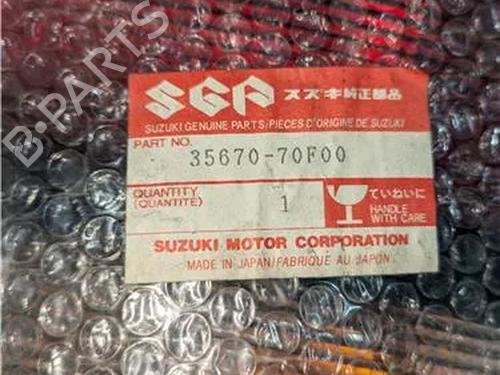 SGP スズキ純正部品
SUZUKI GENUINE PARTS/PIECES D'ORIGINE DE SUZUKI
PART NO. 35670-70F00
QUANTITY
(QUANTITE) 1
ていねいに
HANDLE
WITH CARE
SUZUKI MOTOR CORPORATION
MADE IN JAPAN/FABRIQUE AU JAPON
B-PARTS